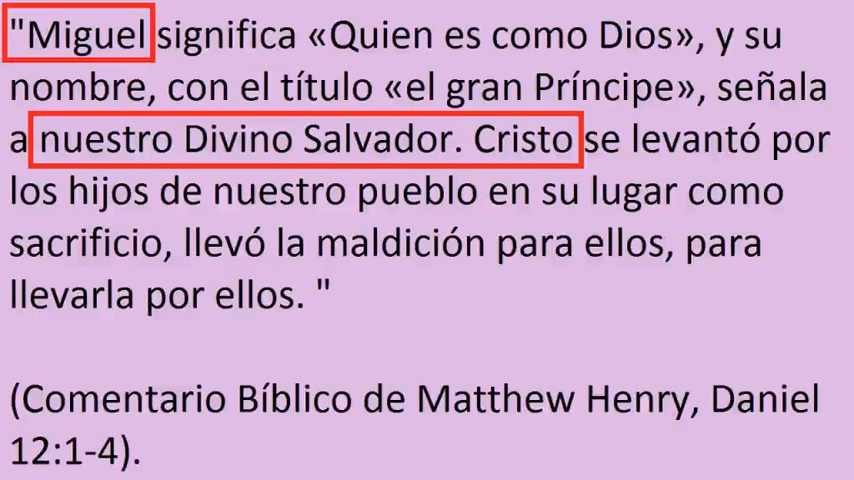 "Miguel significa «Quien es como Dios», y su
nombre, con el título «el gran Príncipe», señala
a nuestro Divino Salvador. Cristo se levantó por
los hijos de nuestro pueblo en su lugar como
sacrificio, llevó la maldición para ellos, para
llevarla por ellos. "
(Comentario Bíblico de Matthew Henry, Daniel
12:1-4).